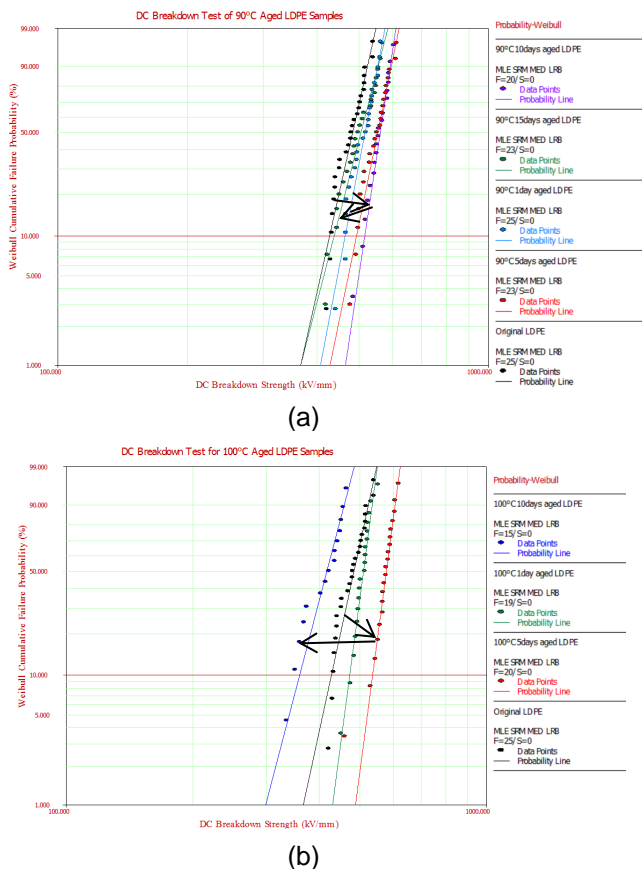 DC Breakdown Test of 90°C Aged LDPE Samples
Weibull Cumulative Failure Probability (%)
99.000
90.000
50.000
10.000
5.000
1.000
100.000
1000.000
DC Breakdown Strength (kV/mm)
Probability-Weibull
90°C 10days aged LDPE
MLE SRM MED LRB
F=20/S=0
Data Points
Probability Line
90°C 15days aged LDPE
MLE SRM MED LRB
F=23/S=0
Data Points
Probability Line
90°C 1day aged LDPE
MLE SRM MED LRB
F=25/S=0
Data Points
Probability Line
90°C 5days aged LDPE
MLE SRM MED LRB
F=23/S=0
Data Points
Probability Line
Original LDPE
MLE SRM MED LRB
F=25/S=0
Data Points
Probability Line
(a)
DC Breakdown Test for 100°C Aged LDPE Samples
Weibull Cumulative Failure Probability (%)
99.000
90.000
50.000
10.000
5.000
1.000
100.000
1000.000
DC Breakdown Strength (kV/mm)
Probability-Weibull
100°C 10days aged LDPE
MLE SRM MED LRB
F=15/S=0
Data Points
Probability Line
100°C 1day aged LDPE
MLE SRM MED LRB
F=19/S=0
Data Points
Probability Line
100°C 5days aged LDPE
MLE SRM MED LRB
F=20/S=0
Data Points
Probability Line
Original LDPE
MLE SRM MED LRB
F=25/S=0
Data Points
Probability Line
(b)